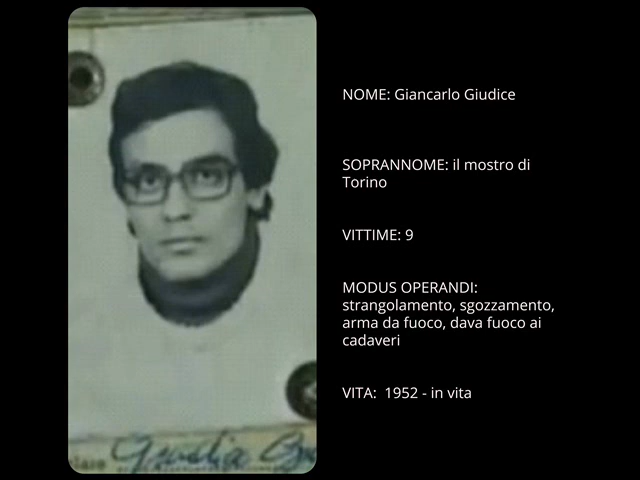 NOME: Giancarlo Giudice
SOPRANNOME: il mostro di
Torino
VITTIME: 9
MODUS OPERANDI:
strangolamento, sgozzamento,
arma da fuoco, dava fuoco ai
cadaveri
VITA: 1952 - in vita